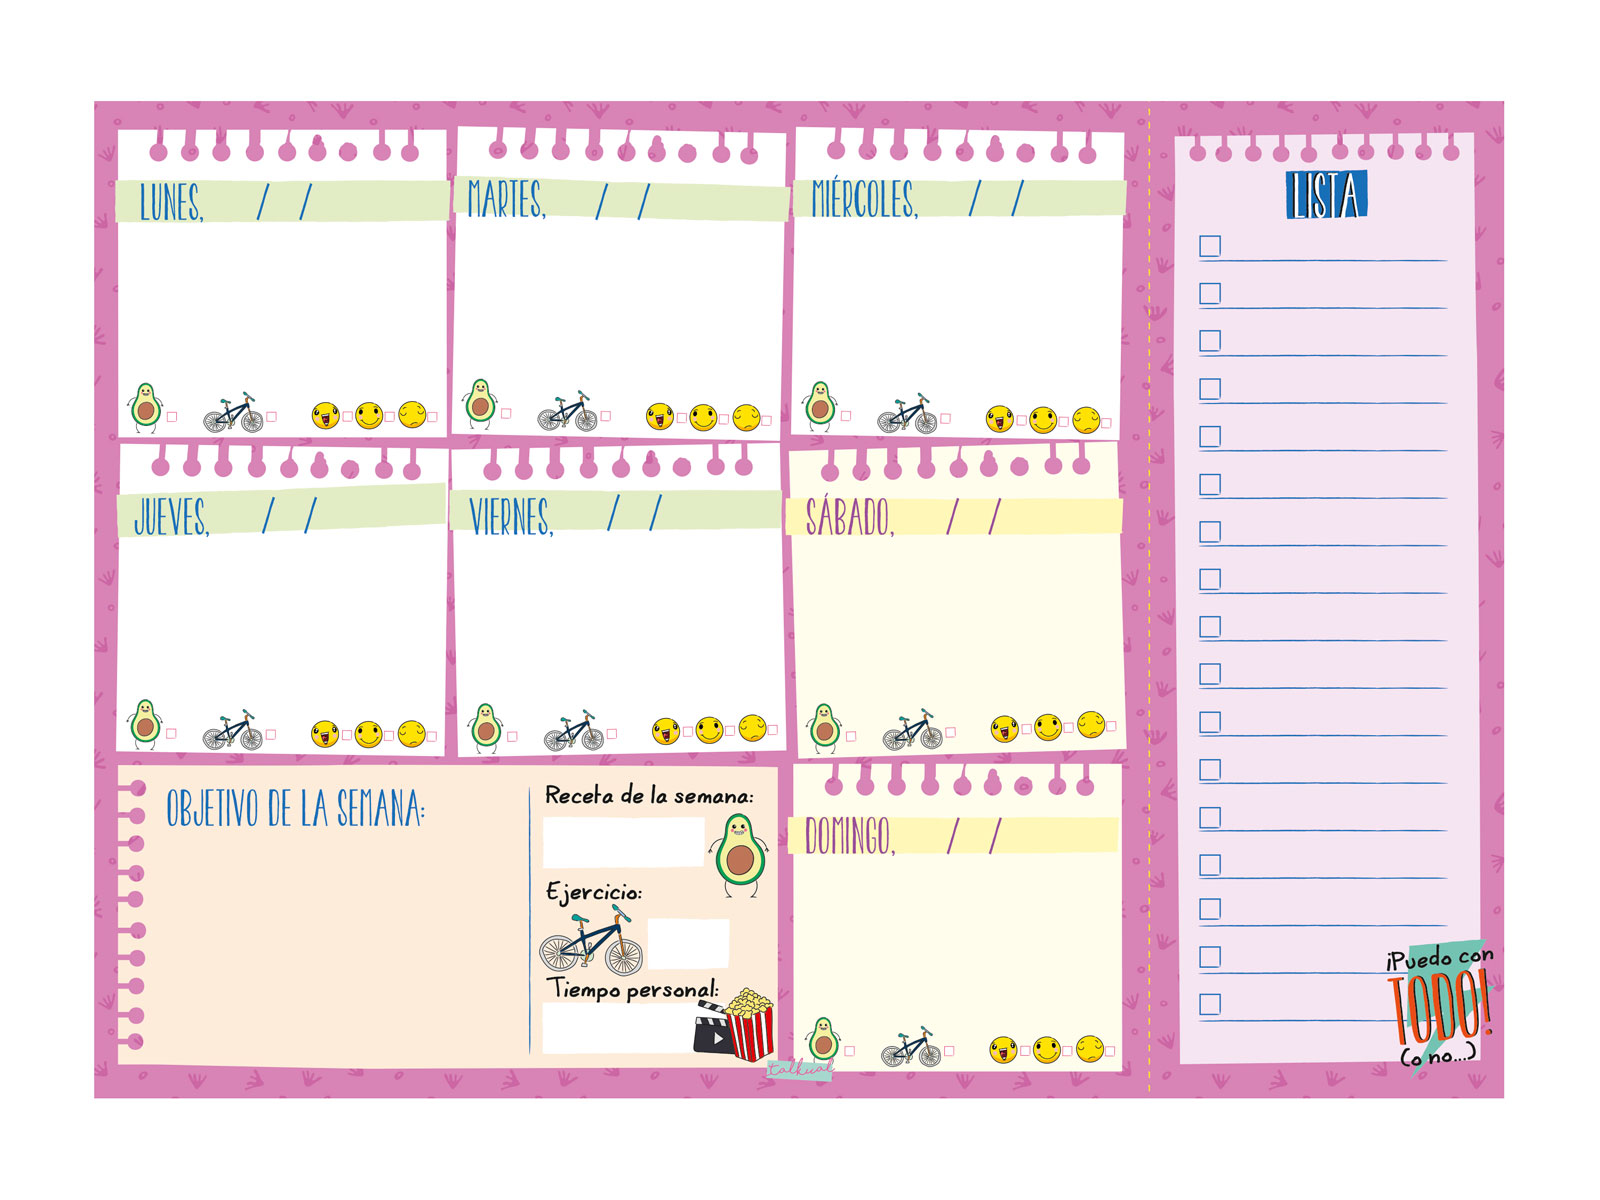 LUNES, / /
MARTES, / /
MIÉRCOLES, / /
JUEVES, / /
VIERNES, / /
SÁBADO, / /
OBJETIVO DE LA SEMANA:
Receta de la semana:
Ejercicio:
Tiempo personal:
DOMINGO, / /
talkual
LISTA
¡Puedo con
TODO!
(o no...)